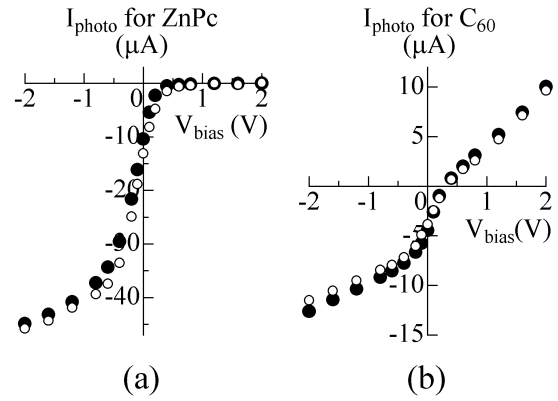 I_photo for ZnPc
(μA)
-2 -1 0 1 2
V_bias (V)
-10
-20
-30
-40
(a)
I_photo for C_60
(μA)
10
5
-2 -1 0 1 2
V_bias(V)
-5
-10
-15
(b)